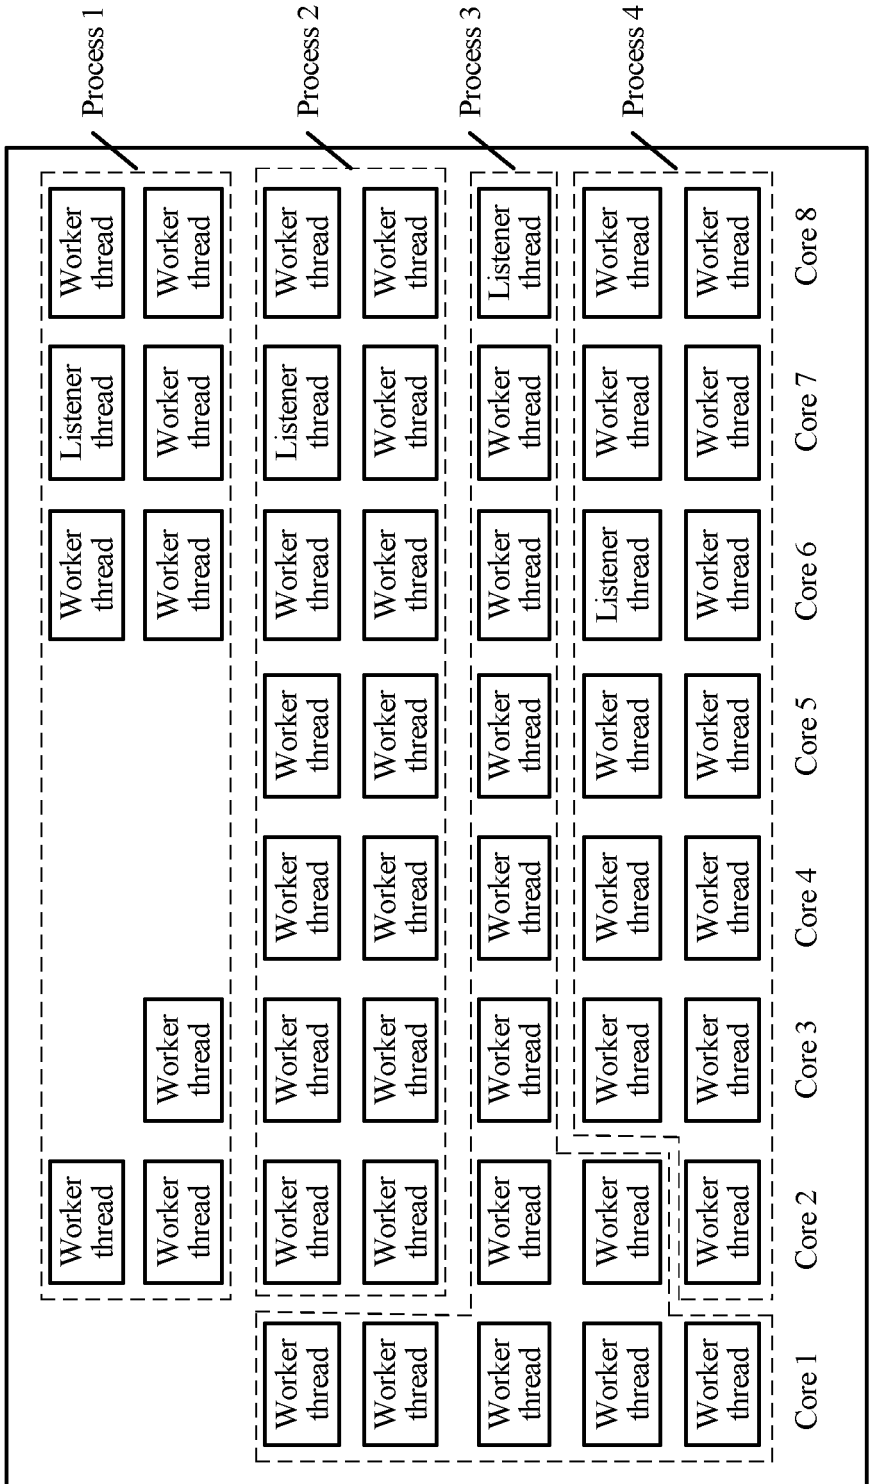 Worker
thread
Worker
thread
Listener
thread
Worker
thread
Process 1
Worker
thread
Worker
thread
Worker
thread
Worker
thread
Worker
thread
Worker
thread
Worker
thread
Worker
thread
Worker
thread
Worker
thread
Worker
thread
Listener
thread
Worker
thread
Process 2
Worker
thread
Worker
thread
Worker
thread
Worker
thread
Worker
thread
Worker
thread
Worker
thread
Worker
thread
Worker
thread
Worker
thread
Worker
thread
Worker
thread
Worker
thread
Worker
thread
Worker
thread
Listener
thread
Process 3
Worker
thread
Worker
thread
Worker
thread
Worker
thread
Worker
thread
Listener
thread
Worker
thread
Worker
thread
Process 4
Worker
thread
Worker
thread
Worker
thread
Worker
thread
Worker
thread
Worker
thread
Worker
thread
Worker
thread
Core 1
Core 2
Core 3
Core 4
Core 5
Core 6
Core 7
Core 8